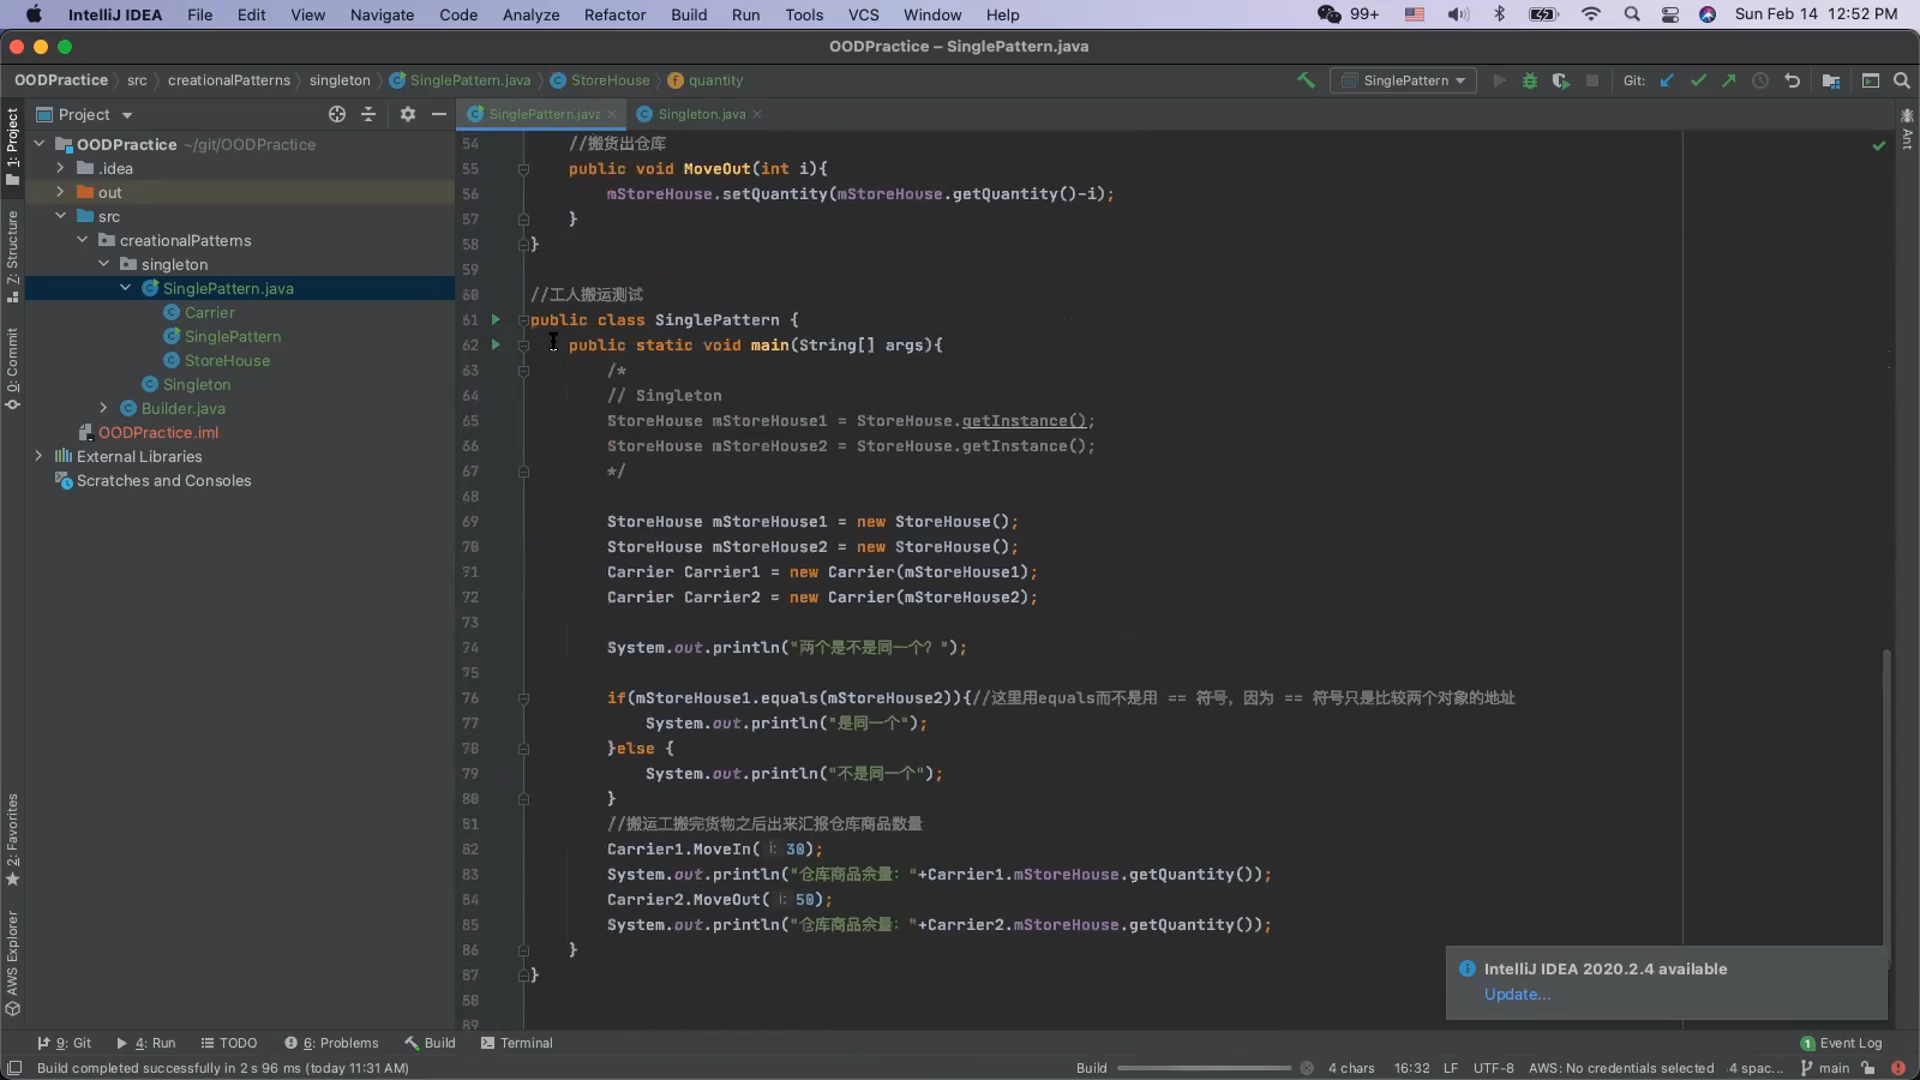 IntelliJ IDEA File Edit View Navigate Code Analyze Refactor Build Run Tools VCS Window Help 99+ Sun Feb 14 12:52 PM
OODPractice – SinglePattern.java
OODPractice src creationalPatterns singleton SinglePattern.java StoreHouse quantity SinglePattern Git:
Project
SinglePattern.java
Singleton.java
OODPractice ~/git/OODPractice
.idea
out
src
creationalPatterns
singleton
SinglePattern.java
Carrier
SinglePattern
StoreHouse
Singleton
Builder.java
OODPractice.iml
External Libraries
Scratches and Consoles
1: Project
7: Structure
0: Commit
2: Favorites
AWS Explorer
Ant
54 //搬货出仓库
55 public void MoveOut(int i){
56 mStoreHouse.setQuantity(mStoreHouse.getQuantity()-i);
57 }
58 }
59
60 //工人搬运测试
61 public class SinglePattern {
62 public static void main(String[] args){
63 /*
64 // Singleton
65 StoreHouse mStoreHouse1 = StoreHouse.getInstance();
66 StoreHouse mStoreHouse2 = StoreHouse.getInstance();
67 */
68
69 StoreHouse mStoreHouse1 = new StoreHouse();
70 StoreHouse mStoreHouse2 = new StoreHouse();
71 Carrier Carrier1 = new Carrier(mStoreHouse1);
72 Carrier Carrier2 = new Carrier(mStoreHouse2);
73
74 System.out.println("两个是不是同一个？");
75
76 if(mStoreHouse1.equals(mStoreHouse2)){//这里用equals而不是用 == 符号，因为 == 符号只是比较两个对象的地址
77 System.out.println("是同一个");
78 }else {
79 System.out.println("不是同一个");
80 }
81 //搬运工搬完货物之后出来汇报仓库商品数量
82 Carrier1.MoveIn( i: 30);
83 System.out.println("仓库商品余量："+Carrier1.mStoreHouse.getQuantity());
84 Carrier2.MoveOut( i: 50);
85 System.out.println("仓库商品余量："+Carrier2.mStoreHouse.getQuantity());
86 }
87 }
88
89
IntelliJ IDEA 2020.2.4 available
Update...
9: Git 4: Run TODO 6: Problems Build Terminal 1 Event Log
Build completed successfully in 2 s 96 ms (today 11:31 AM) Build 4 chars 16:32 LF UTF-8 AWS: No credentials selected 4 spac... main